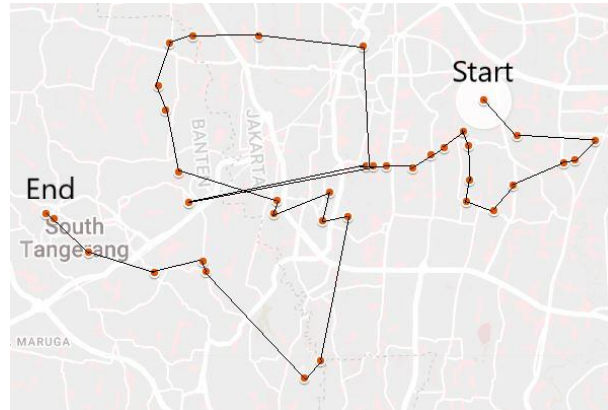 Start
JAKARTA
BANTEN
End
South
Tangerang
MARUGA